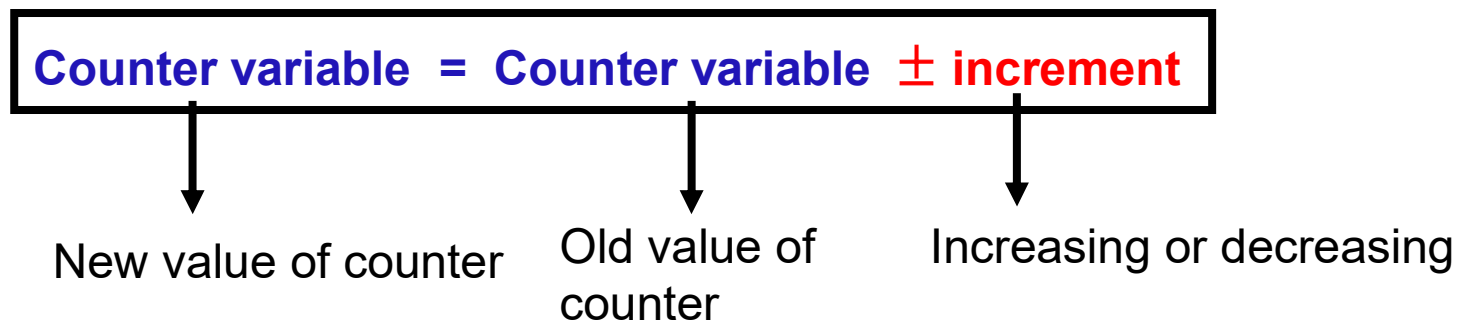 Counter variable = Counter variable ± increment
New value of counter
Old value of
counter
Increasing or decreasing